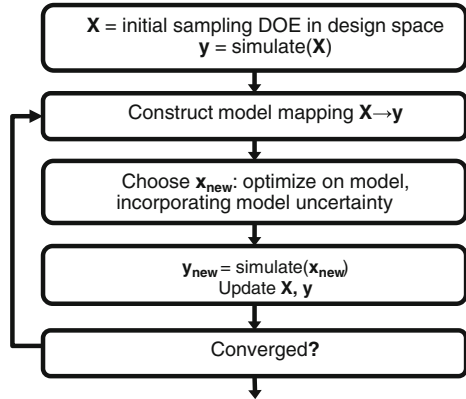 X = initial sampling DOE in design space
y = simulate(X)
Construct model mapping X→y
Choose xnew: optimize on model,
incorporating model uncertainty
ynew = simulate(xnew)
Update X, y
Converged?